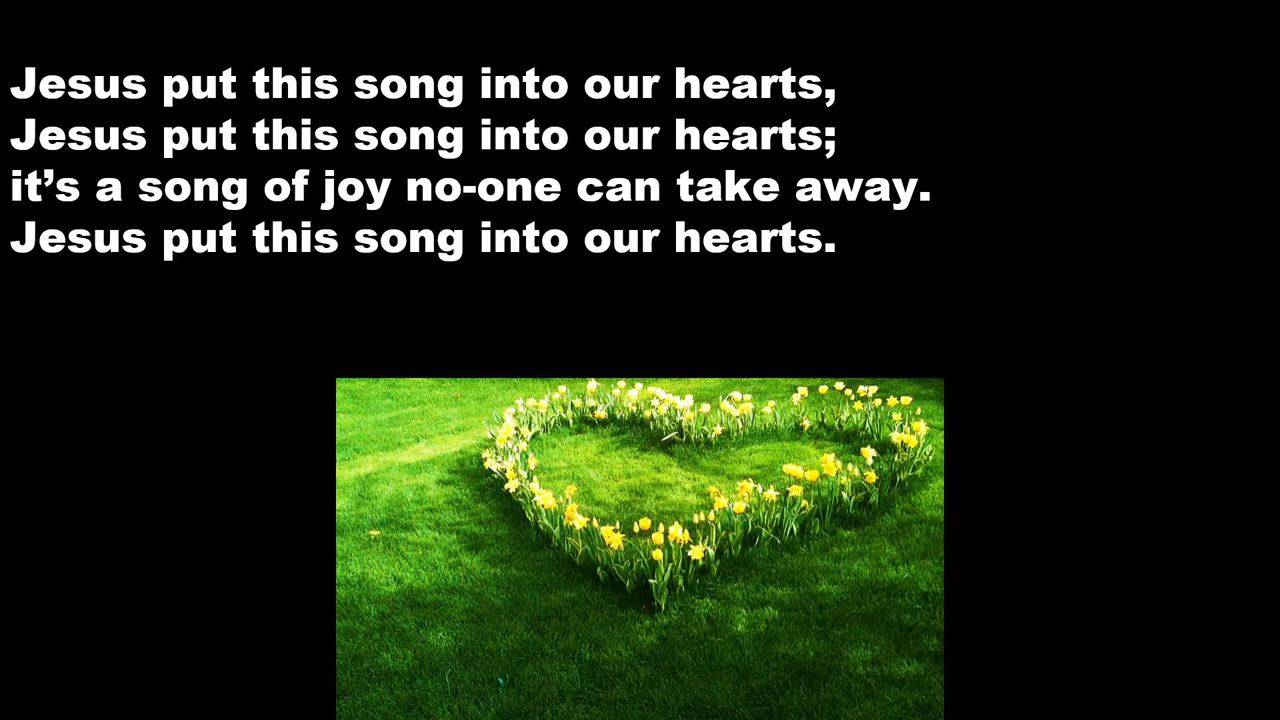 Jesus put this song into our hearts,
Jesus put this song into our hearts;
it’s a song of joy no-one can take away.
Jesus put this song into our hearts.